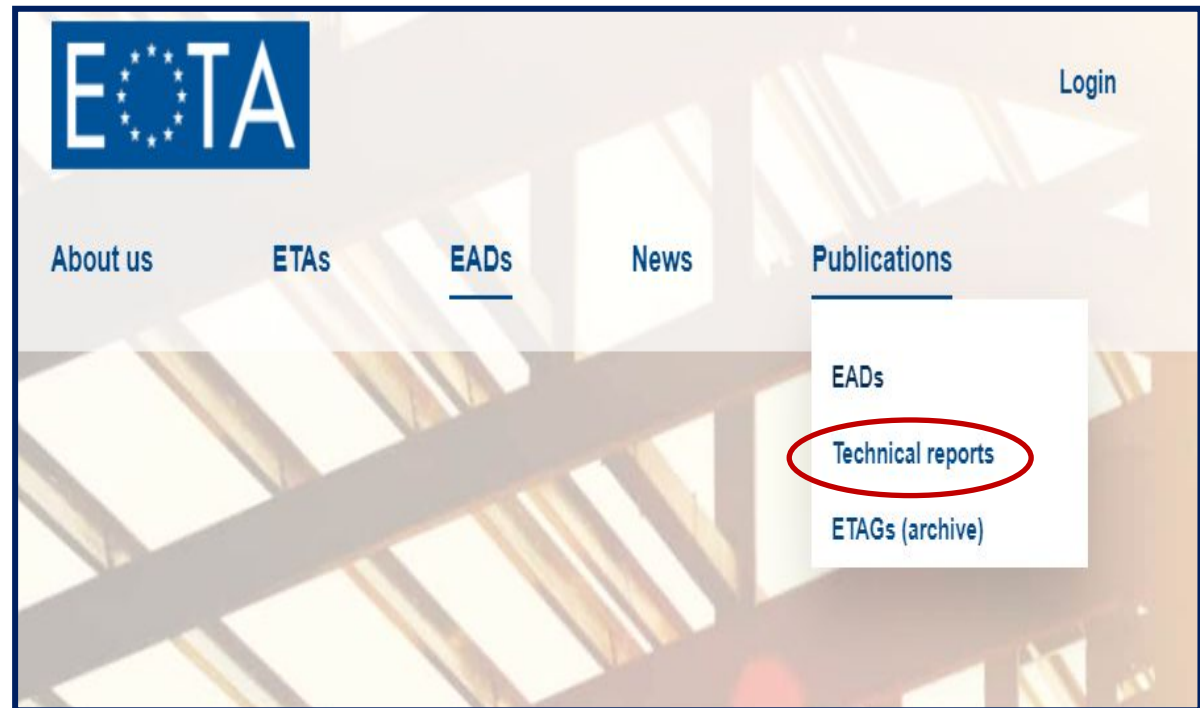 EOTA
Login
About us ETAs EADs News Publications
EADs
Technical reports
ETAGs (archive)